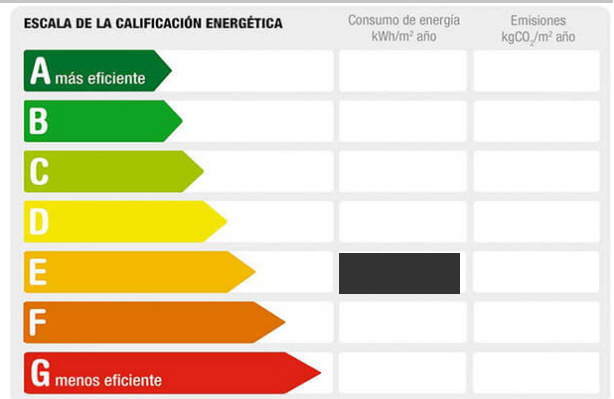 ESCALA DE LA CALIFICACIÓN ENERGÉTICA
Consumo de energía
kWh/m² año
Emisiones
kgCO₂/m² año
A más eficiente
B
C
D
E
F
G menos eficiente